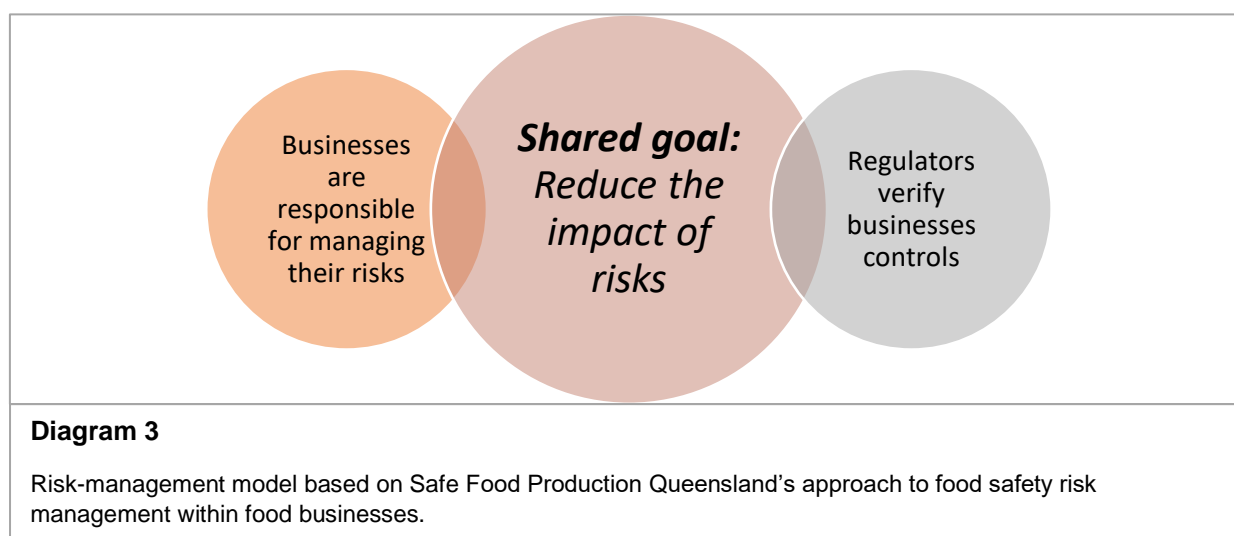 Businesses
are
responsible
for managing
their risks
Shared goal:
Reduce the
impact of
risks
Regulators
verify
businesses
controls
Diagram 3
Risk-management model based on Safe Food Production Queensland's approach to food safety risk
management within food businesses.